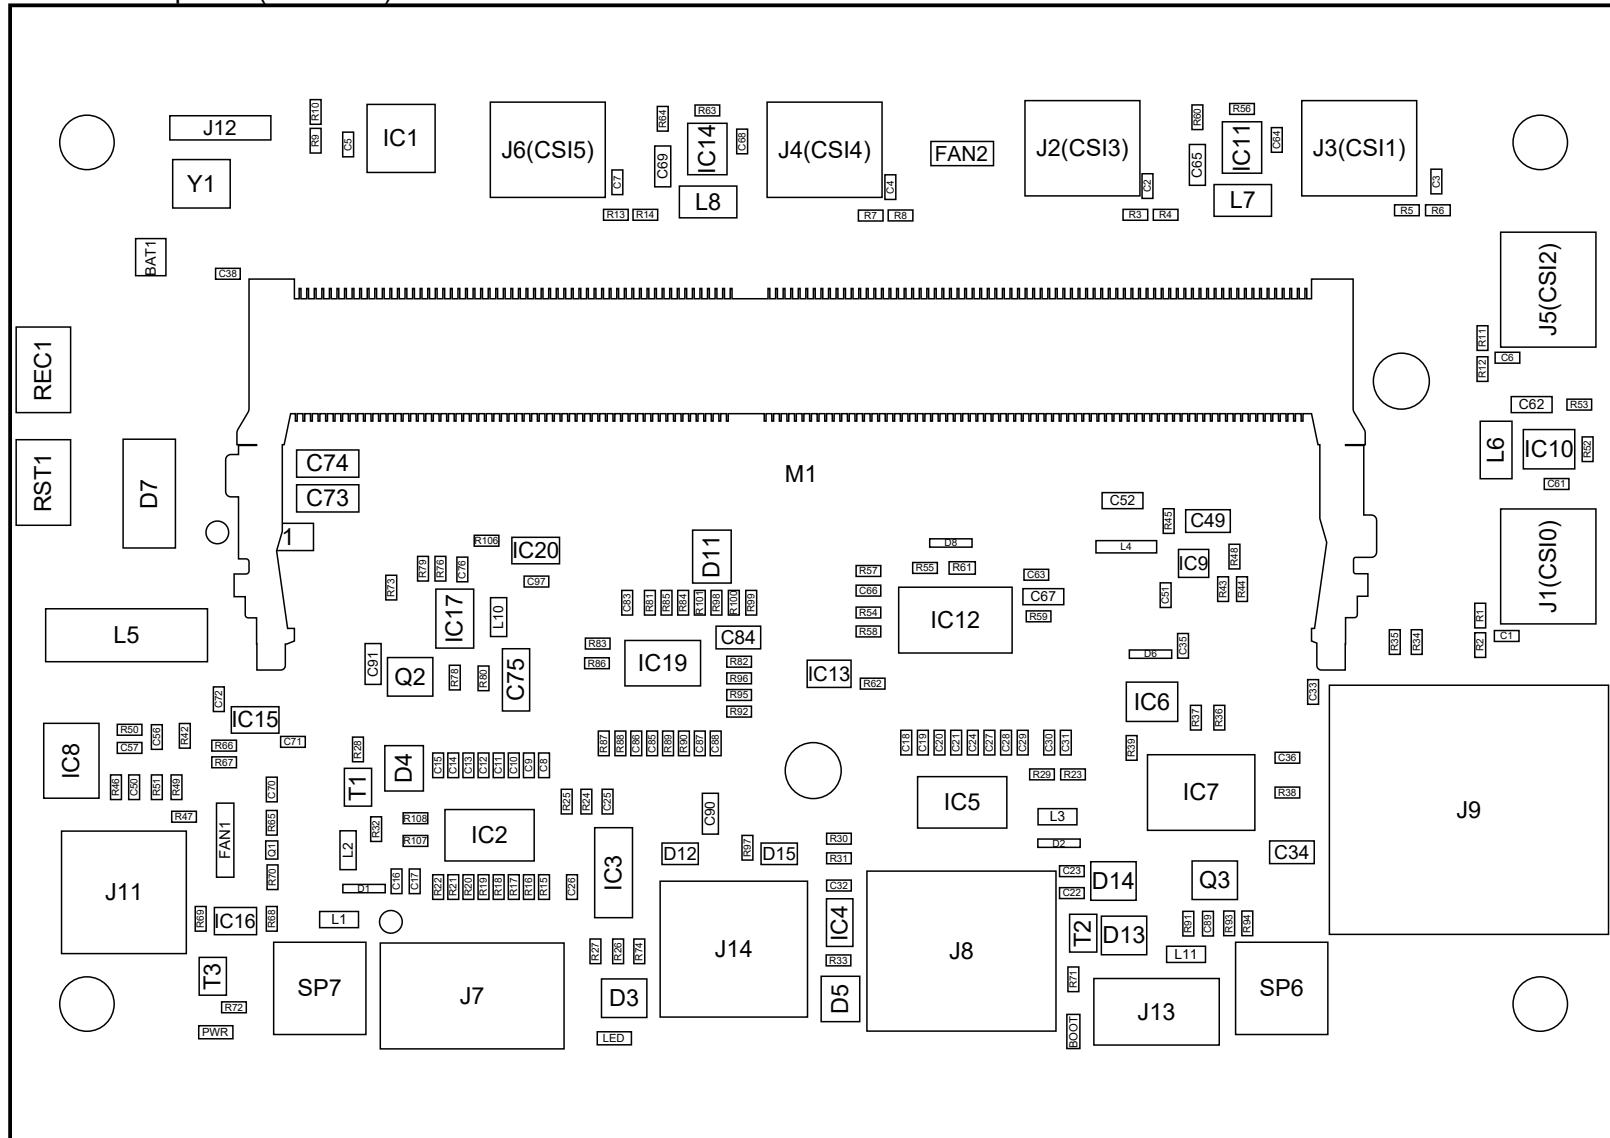 J12
R10
R9
C5
IC1
J6(CSI5)
R64
R63
IC14
C68
C69
C7
R13
R14
L8
J4(CSI4)
C4
R7
R8
FAN2
J2(CSI3)
C2
R3
R4
R60
R56
IC11
C64
C65
L7
J3(CSI1)
C3
R5
R6
Y1
BAT1
C38
J5(CSI2)
R11
R12
C6
REC1
RST1
D7
C74
C73
1
M1
C62
R53
L6
IC10
R52
C61
J1(CSI0)
R1
R2
C1
R35
R34
C52
R45
C49
L4
IC9
R48
C51
R43
R44
D8
R57
R55
R61
C63
C66
C67
R54
R59
R58
IC12
D6
C35
R106
IC20
R79
R76
C76
C97
R73
D11
C83
R81
R85
R84
R101
R98
R100
R99
L5
IC17
L10
R83
R86
IC19
C84
R82
R96
R95
R92
C91
Q2
R78
R80
C75
IC13
R62
IC6
R37
R36
C33
C72
IC15
R50
C57
C56
R42
R66
R67
C71
IC8
R46
C50
R51
R49
R47
R28
T1
D4
C15
C14
C13
C12
C11
C10
C9
C8
R87
R88
C86
C85
R89
R90
C87
C88
C18
C19
C20
C21
C24
C27
C28
C29
C30
C31
R39
C36
R38
IC7
R29
R23
IC5
L3
D2
C70
R65
Q1
R70
FAN1
R32
L2
R108
R107
IC2
R25
R24
C25
C90
IC3
D12
R97
D15
R30
R31
C32
IC4
R33
C34
J9
J11
D1
C16
C17
R22
R21
R20
R19
R18
R17
R16
R15
C26
C23
C22
D14
Q3
R69
IC16
R68
L1
R27
R26
R74
J14
J8
T2
D13
R91
C89
R93
R94
L11
T3
R72
PWR
SP7
J7
D3
LED
D5
R71
BOOT
J13
SP6